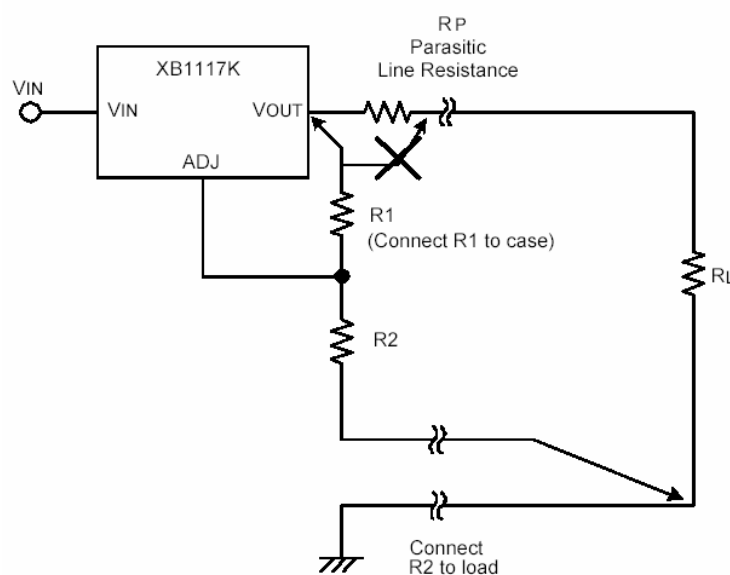 RP
Parasitic
Line Resistance
XB1117K
VIN
VIN
VOUT
ADJ
R1
(Connect R1 to case)
RL
R2
Connect
R2 to load